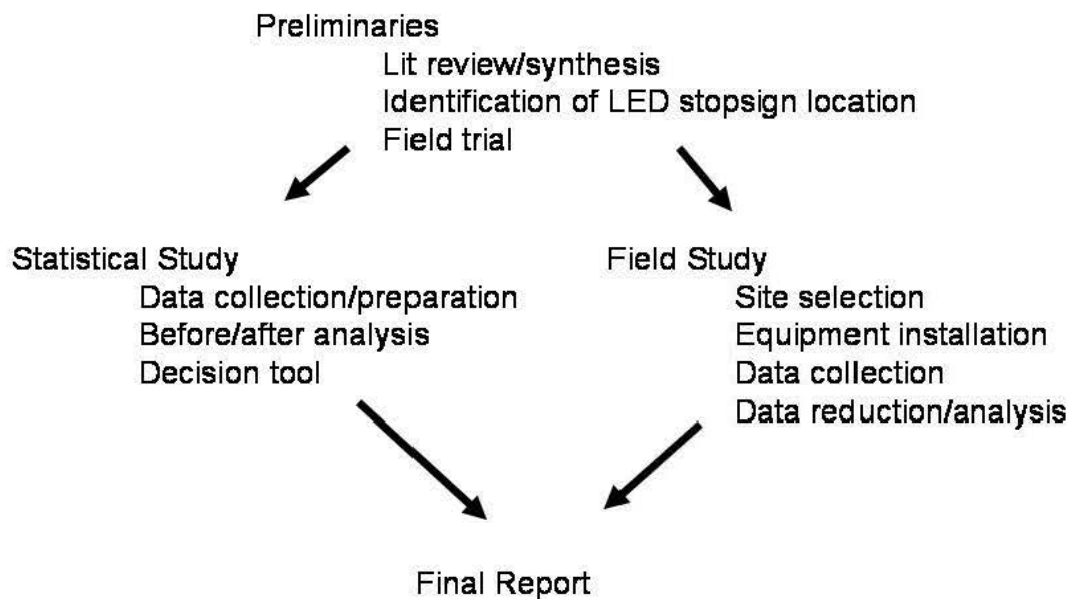 Preliminaries
Lit review/synthesis
Identification of LED stopsign location
Field trial
Statistical Study
Data collection/preparation
Before/after analysis
Decision tool
Field Study
Site selection
Equipment installation
Data collection
Data reduction/analysis
Final Report